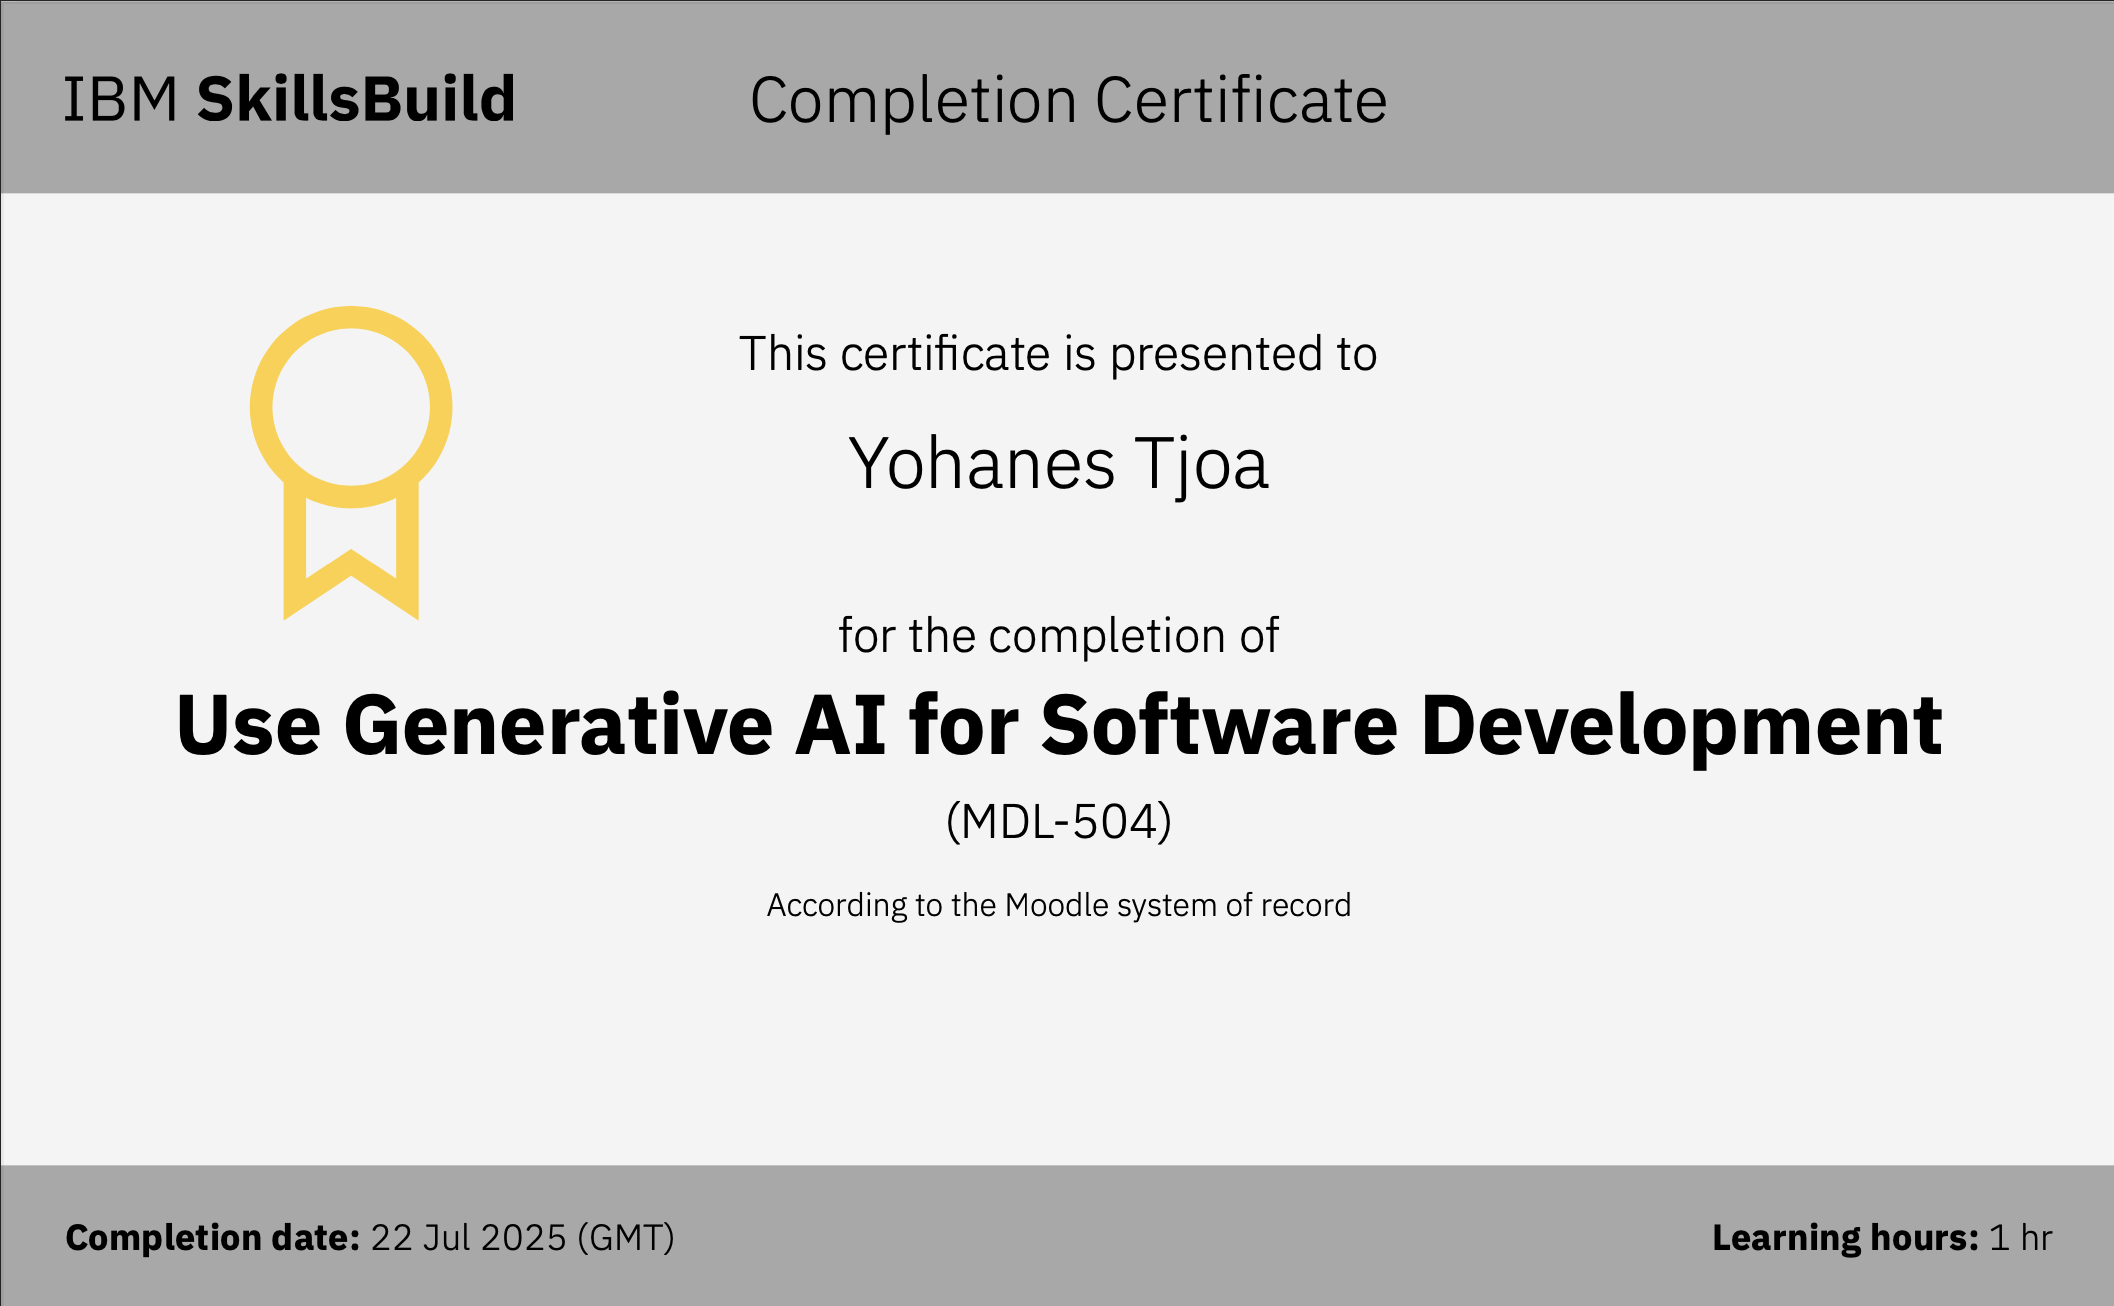 IBM SkillsBuild
Completion Certificate
This certificate is presented to
Yohanes Tjoa
for the completion of
Use Generative AI for Software Development
(MDL-504)
According to the Moodle system of record
Completion date: 22 Jul 2025 (GMT)
Learning hours: 1 hr